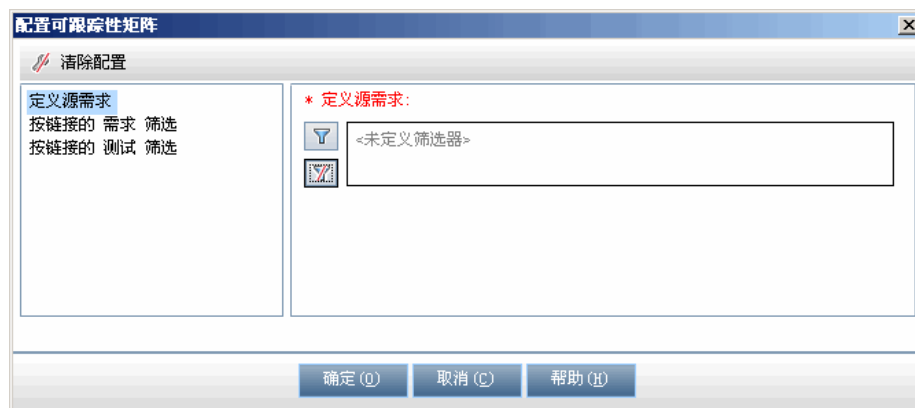 配置可跟踪性矩阵
清除配置
定义源需求
按链接的 需求 筛选
按链接的 测试 筛选
* 定义源需求:
<未定义筛选器>
确定(O) 取消(C) 帮助(H)